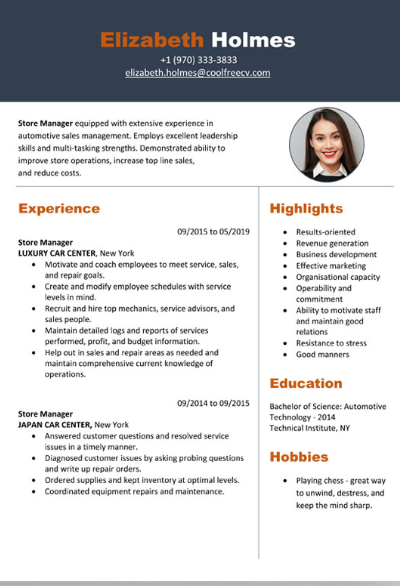 Elizabeth Holmes
+1 (970) 333-3833
elizabeth.holmes@coolfreecv.com
Store Manager equipped with extensive experience in
automotive sales management. Employs excellent leadership
skills and multi-tasking strengths. Demonstrated ability to
improve store operations, increase top line sales,
and reduce costs.
Experience
09/2015 to 05/2019
Store Manager
LUXURY CAR CENTER, New York
• Motivate and coach employees to meet service, sales,
and repair goals.
• Create and modify employee schedules with service
levels in mind.
• Recruit and hire top mechanics, service advisors, and
sales people.
• Maintain detailed logs and reports of services
performed, profit, and budget information.
• Help out in sales and repair areas as needed and
maintain comprehensive current knowledge of
operations.
09/2014 to 09/2015
Store Manager
JAPAN CAR CENTER, New York
• Answered customer questions and resolved service
issues in a timely manner.
• Diagnosed customer issues by asking probing questions
and write up repair orders.
• Ordered supplies and kept inventory at optimal levels.
• Coordinated equipment repairs and maintenance.
Highlights
• Results-oriented
• Revenue generation
• Business development
• Effective marketing
• Organisational capacity
• Operability and
commitment
• Ability to motivate staff
and maintain good
relations
• Resistance to stress
• Good manners
Education
Bachelor of Science: Automotive
Technology - 2014
Technical Institute, NY
Hobbies
• Playing chess - great way
to unwind, destress, and
keep the mind sharp.